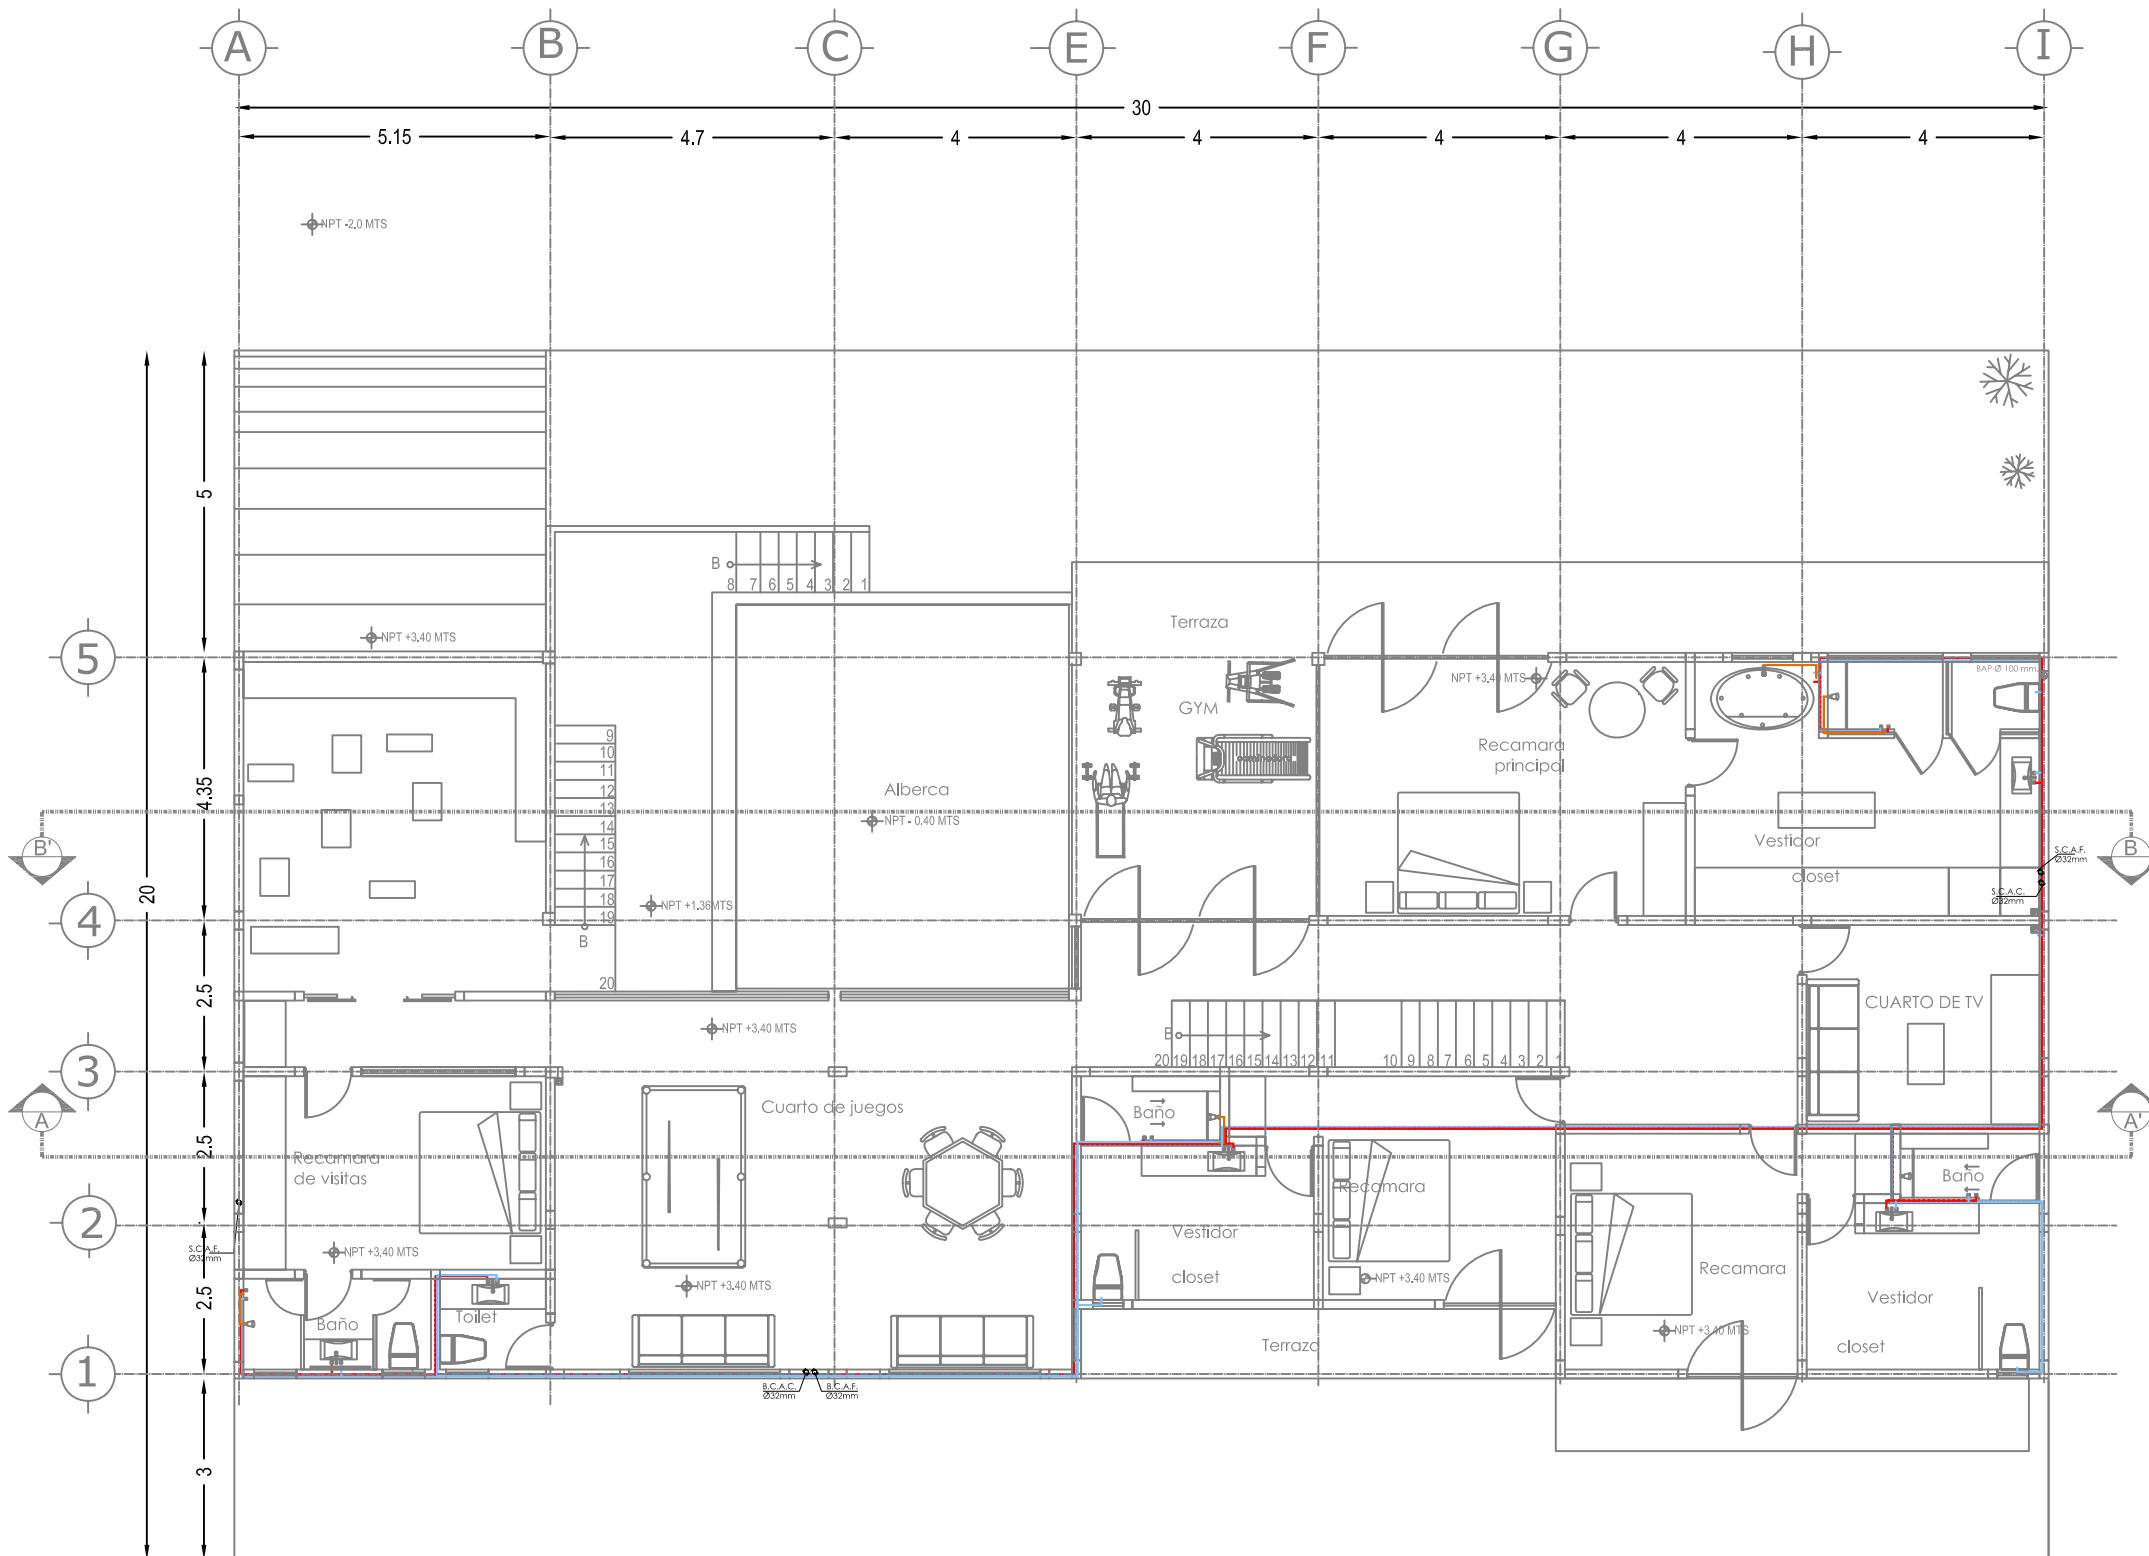 A B C E F G H I
30
5.15 4.7 4 4 4 4 4
NPT -2.0 MTS
5
B
8 7 6 5 4 3 2 1
Terraza
5
NPT +3.40 MTS
NPT +3.40 MTS
BAP Ø 100 mm.
GYM
Recamara
principal
caminadora
9
10
11
12
13
14
15
16
17
18
19
20
B
4.35
Alberca
NPT - 0.40 MTS
Vestidor
closet
B'
B
S.C.A.F.
Ø32mm
S.C.A.C.
Ø32mm
20
NPT +1.36MTS
4
2.5
CUARTO DE TV
NPT +3.40 MTS
B
20 19 18 17 16 15 14 13 12 11 10 9 8 7 6 5 4 3 2 1
3
A
A'
Cuarto de juegos
Baño
2.5
Recamara
de visitas
Recamara
Baño
2
Vestidor
closet
S.C.A.F.
Ø32mm
NPT +3.40 MTS
NPT +3.40 MTS
NPT +3.40 MTS
Recamara
2.5
Baño
Toilet
Vestidor
closet
Terraza
NPT +3.40 MTS
1
B.C.A.C.
Ø32mm
B.C.A.F.
Ø32mm
3